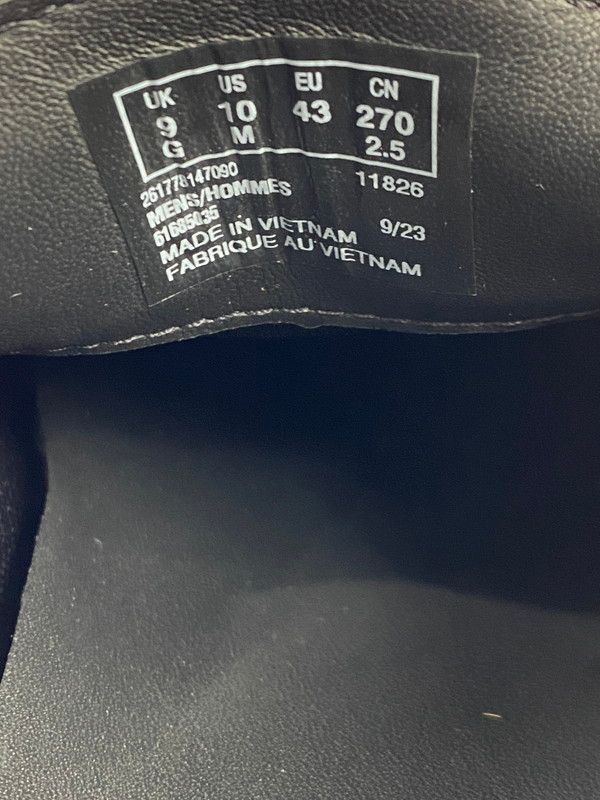 UK US EU CN
9 10 43 270
G M 2.5
261778147090 11826
MENS/HOMMES
61685035 9/23
MADE IN VIETNAM
FABRIQUE AU VIETNAM